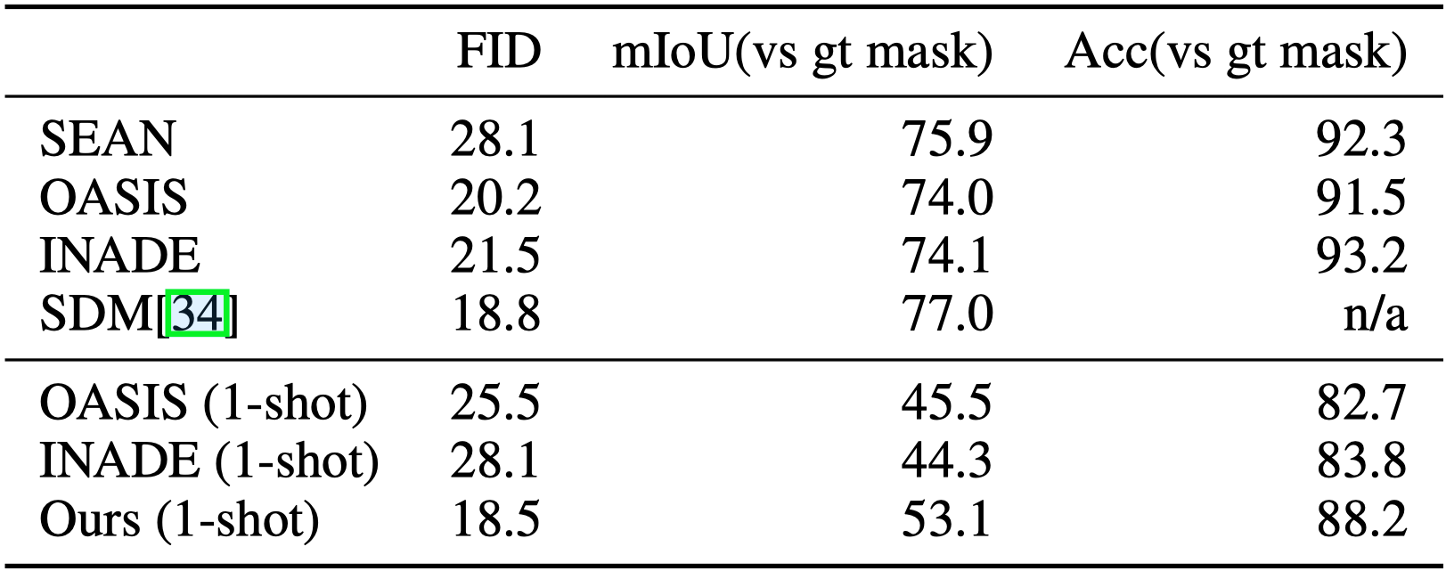 FID mIoU(vs gt mask) Acc(vs gt mask)
SEAN 28.1 75.9 92.3
OASIS 20.2 74.0 91.5
INADE 21.5 74.1 93.2
SDM[34] 18.8 77.0 n/a
OASIS (1-shot) 25.5 45.5 82.7
INADE (1-shot) 28.1 44.3 83.8
Ours (1-shot) 18.5 53.1 88.2